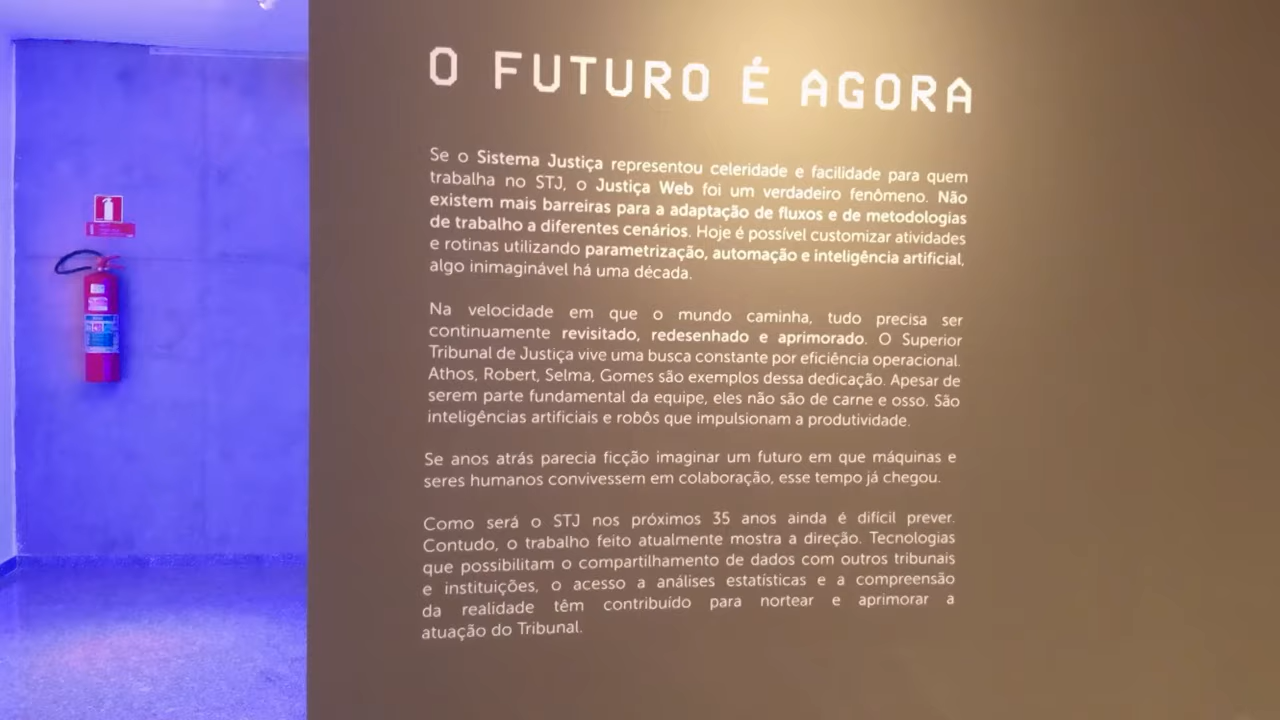 O FUTURO É AGORA
Se o Sistema Justiça representou celeridade e facilidade para quem
trabalha no STJ, o Justiça Web foi um verdadeiro fenômeno. Não
existem mais barreiras para a adaptação de fluxos e de metodologias
de trabalho a diferentes cenários. Hoje é possível customizar atividades
e rotinas utilizando parametrização, automação e inteligência artificial,
algo inimaginável há uma década.
Na velocidade em que o mundo caminha, tudo precisa ser
continuamente revisitado, redesenhado e aprimorado. O Superior
Tribunal de Justiça vive uma busca constante por eficiência operacional.
Athos, Robert, Selma, Gomes são exemplos dessa dedicação. Apesar de
serem parte fundamental da equipe, eles não são de carne e osso. São
inteligências artificiais e robôs que impulsionam a produtividade.
Se anos atrás parecia ficção imaginar um futuro em que máquinas e
seres humanos convivessem em colaboração, esse tempo já chegou.
Como será o STJ nos próximos 35 anos ainda é difícil prever.
Contudo, o trabalho feito atualmente mostra a direção. Tecnologias
que possibilitam o compartilhamento de dados com outros tribunais
e instituições, o acesso a análises estatísticas e a compreensão
da realidade têm contribuído para nortear e aprimorar a
atuação do Tribunal.